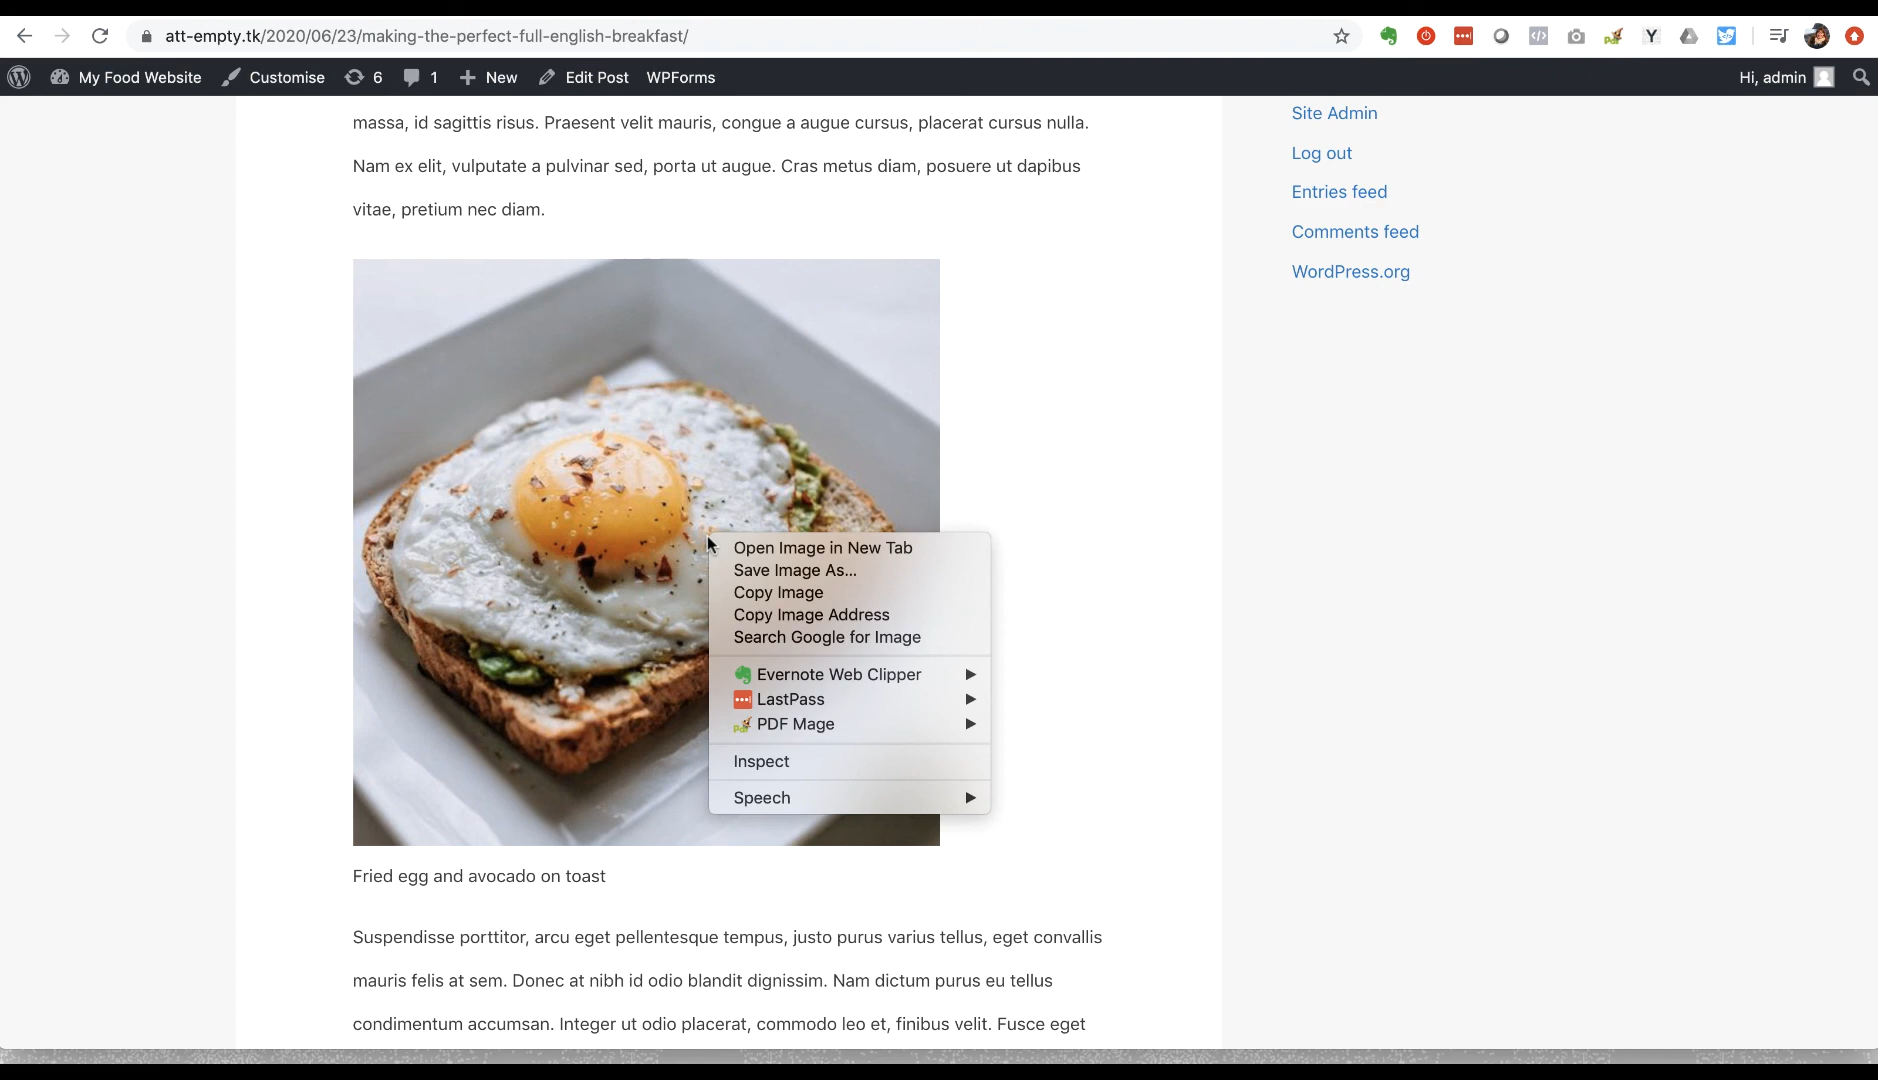 att-empty.tk/2020/06/23/making-the-perfect-full-english-breakfast/
Y
My Food Website Customise 6 1 New Edit Post WPForms Hi, admin
massa, id sagittis risus. Praesent velit mauris, congue a augue cursus, placerat cursus nulla.
Nam ex elit, vulputate a pulvinar sed, porta ut augue. Cras metus diam, posuere ut dapibus
vitae, pretium nec diam.
Site Admin
Log out
Entries feed
Comments feed
WordPress.org
Open Image in New Tab
Save Image As...
Copy Image
Copy Image Address
Search Google for Image
Evernote Web Clipper
LastPass
PDF Mage
Inspect
Speech
Fried egg and avocado on toast
Suspendisse porttitor, arcu eget pellentesque tempus, justo purus varius tellus, eget convallis
mauris felis at sem. Donec at nibh id odio blandit dignissim. Nam dictum purus eu tellus
condimentum accumsan. Integer ut odio placerat, commodo leo et, finibus velit. Fusce eget